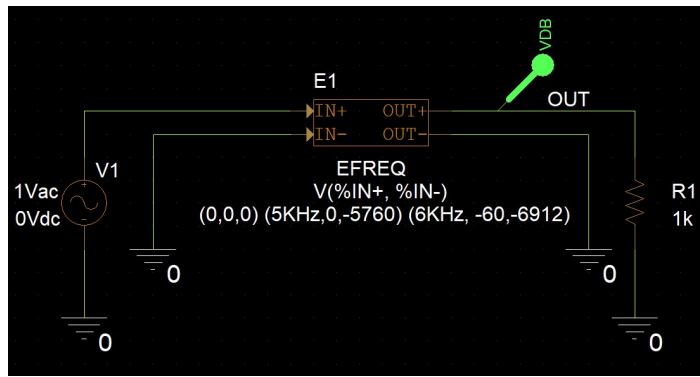 VDB
E1
OUT
IN+ OUT+
IN- OUT-
V1
1Vac
0Vdc
EFREQ
V(%IN+, %IN-)
(0,0,0) (5KHz,0,-5760) (6KHz, -60,-6912)
R1
1k
0
0
0
0